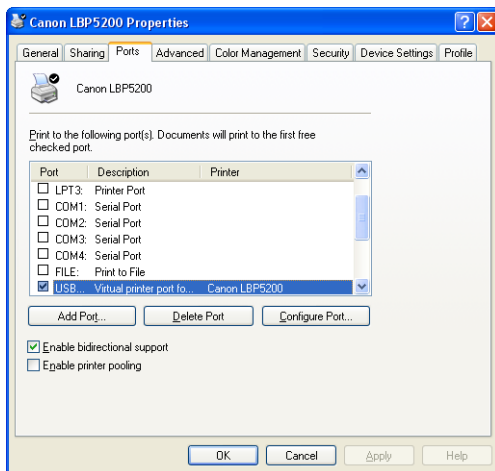 Canon LBP5200 Properties
General Sharing Ports Advanced Color Management Security Device Settings Profile
Canon LBP5200
Print to the following port(s). Documents will print to the first free
checked port.
Port Description Printer
LPT3: Printer Port
COM1: Serial Port
COM2: Serial Port
COM3: Serial Port
COM4: Serial Port
FILE: Print to File
USB... Virtual printer port fo... Canon LBP5200
Add Port... Delete Port Configure Port...
Enable bidirectional support
Enable printer pooling
OK Cancel Apply Help